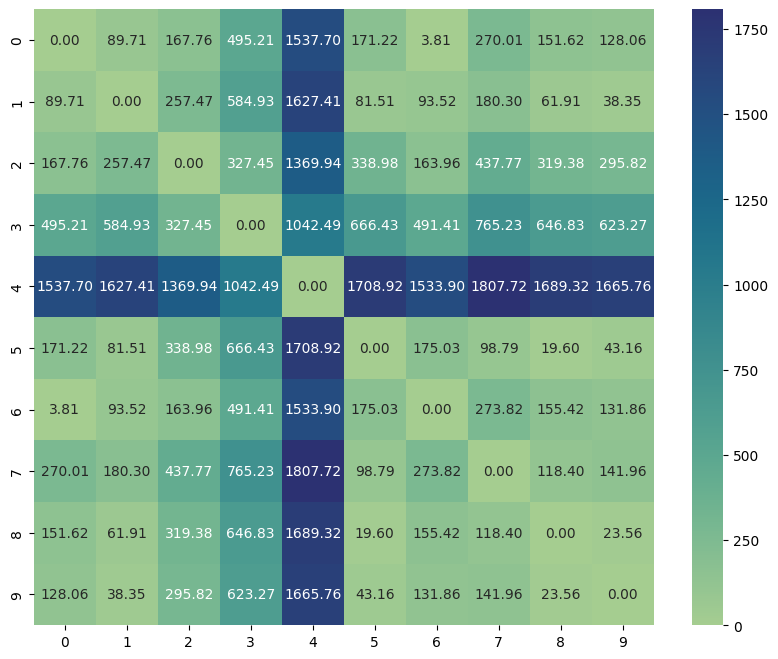 0 0.00 89.71 167.76 495.21 1537.70 171.22 3.81 270.01 151.62 128.06
1 89.71 0.00 257.47 584.93 1627.41 81.51 93.52 180.30 61.91 38.35
2 167.76 257.47 0.00 327.45 1369.94 338.98 163.96 437.77 319.38 295.82
3 495.21 584.93 327.45 0.00 1042.49 666.43 491.41 765.23 646.83 623.27
4 1537.70 1627.41 1369.94 1042.49 0.00 1708.92 1533.90 1807.72 1689.32 1665.76
5 171.22 81.51 338.98 666.43 1708.92 0.00 175.03 98.79 19.60 43.16
6 3.81 93.52 163.96 491.41 1533.90 175.03 0.00 273.82 155.42 131.86
7 270.01 180.30 437.77 765.23 1807.72 98.79 273.82 0.00 118.40 141.96
8 151.62 61.91 319.38 646.83 1689.32 19.60 155.42 118.40 0.00 23.56
9 128.06 38.35 295.82 623.27 1665.76 43.16 131.86 141.96 23.56 0.00
0 1 2 3 4 5 6 7 8 9
1750
1500
1250
1000
750
500
250
0